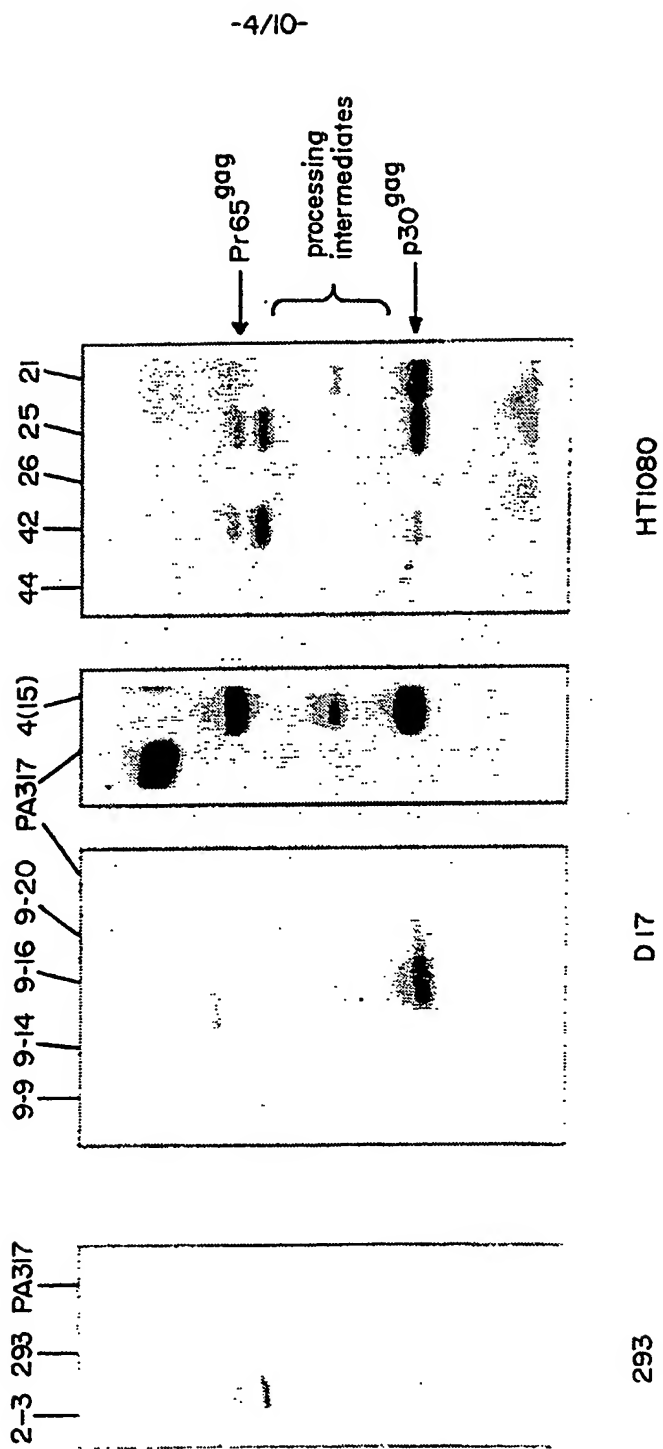 -4/10-
2-3 293 PA317
9-9 9-14 9-16 9-20 PA317 4(15)
44 42 26 25 21
Pr65gag
processing
intermediates
p30gag
293
D17
HT1080